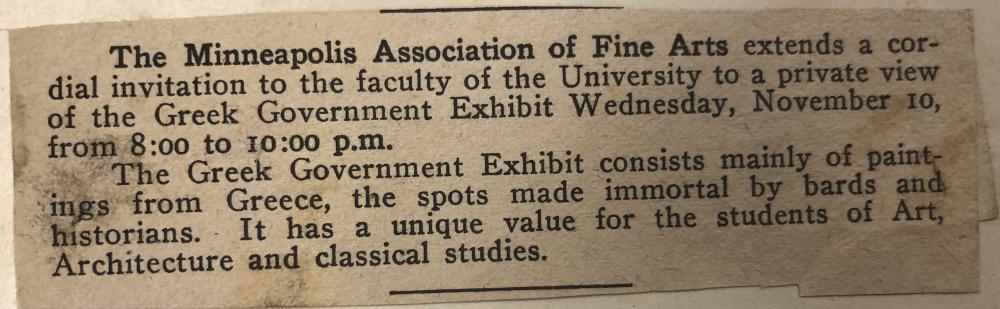 The Minneapolis Association of Fine Arts extends a cor-
dial invitation to the faculty of the University to a private view
of the Greek Government Exhibit Wednesday, November 10,
from 8:00 to 10:00 p.m.
The Greek Government Exhibit consists mainly of paint-
ings from Greece, the spots made immortal by bards and
historians. It has a unique value for the students of Art,
Architecture and classical studies.